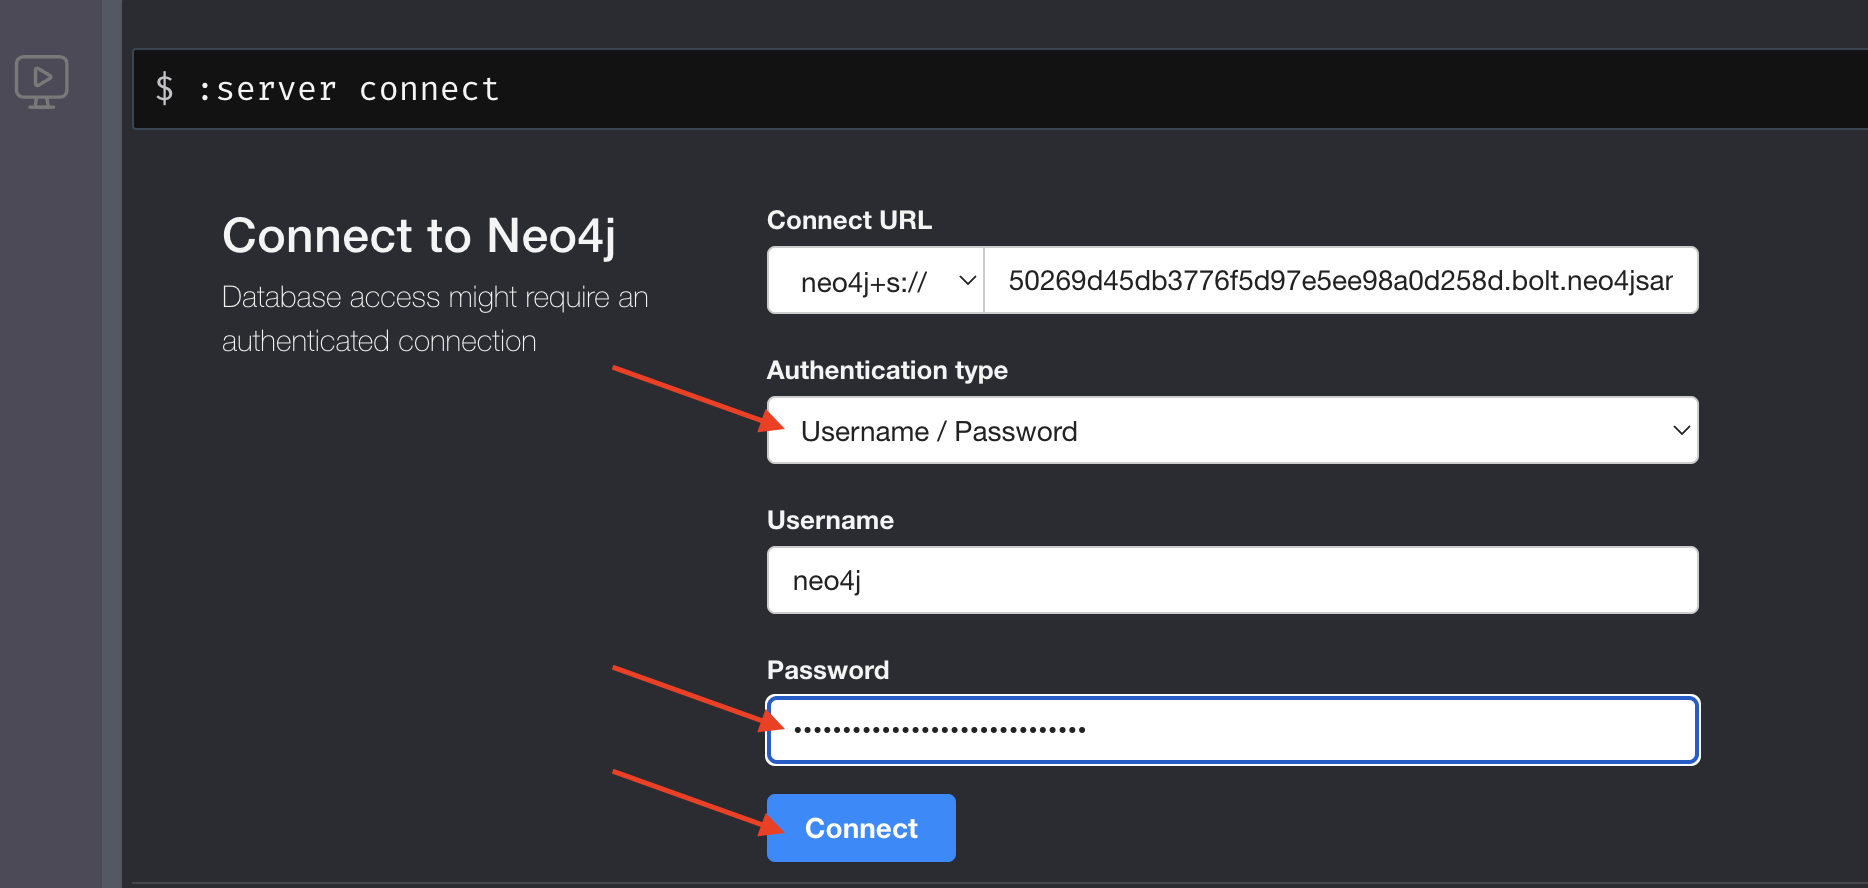 $ :server connect
Connect to Neo4j
Database access might require an
authenticated connection
Connect URL
neo4j+s://
50269d45db3776f5d97e5ee98a0d258d.bolt.neo4jsar
Authentication type
Username / Password
Username
neo4j
Password
••••••••••••••••••••••••••••••
Connect